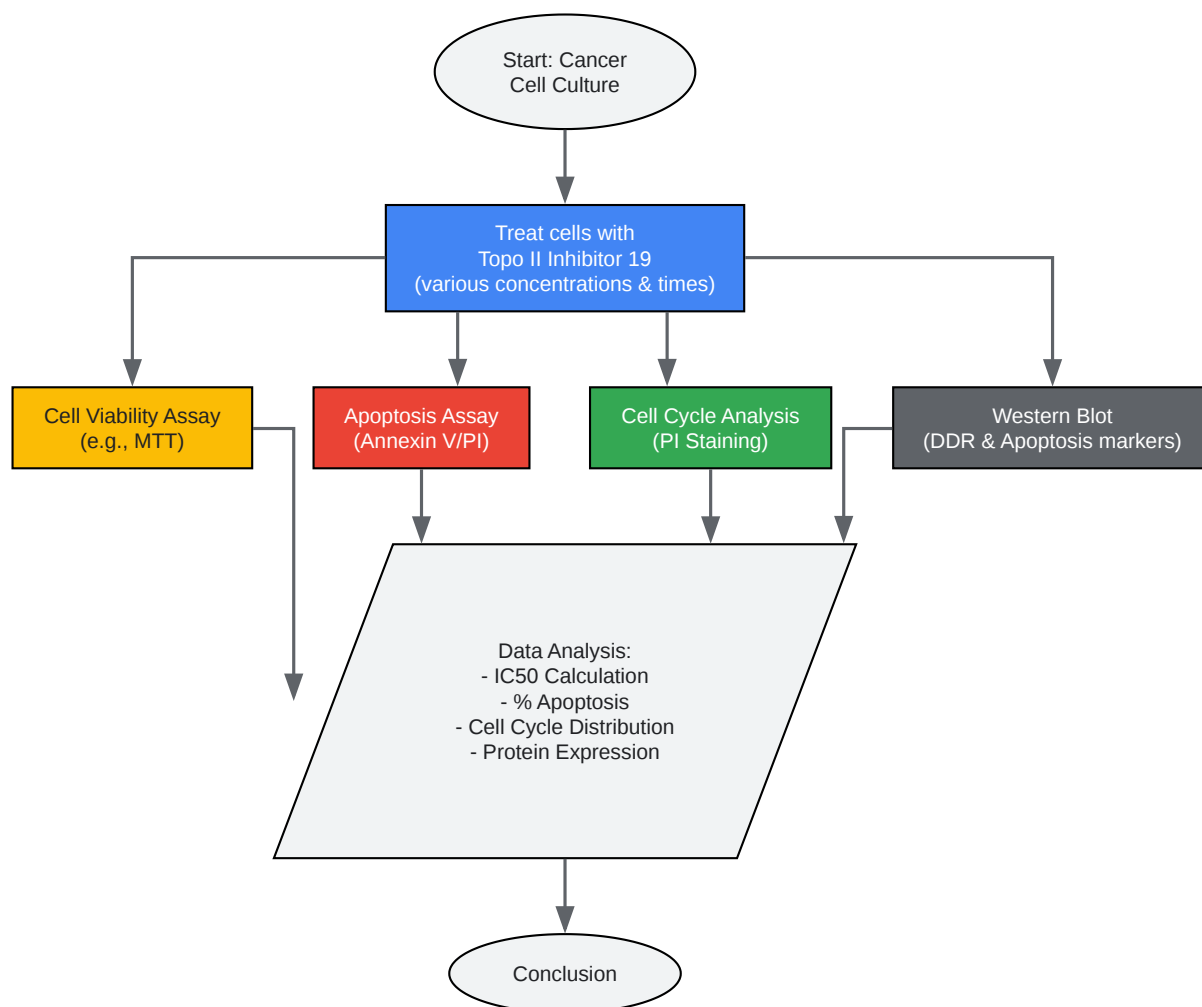 Start: Cancer
Cell Culture
Treat cells with
Topo II Inhibitor 19
(various concentrations & times)
Cell Viability Assay
(e.g., MTT)
Apoptosis Assay
(Annexin V/PI)
Cell Cycle Analysis
(PI Staining)
Western Blot
(DDR & Apoptosis markers)
Data Analysis:
- IC50 Calculation
- % Apoptosis
- Cell Cycle Distribution
- Protein Expression
Conclusion